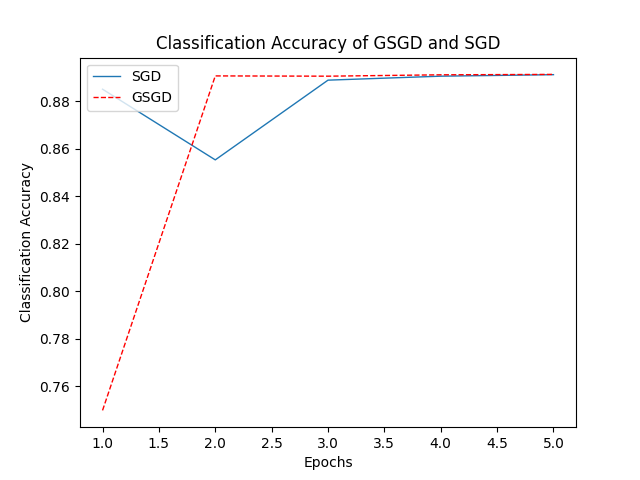 Classification Accuracy of GSGD and SGD
SGD
GSGD
Classification Accuracy
0.88
0.86
0.84
0.82
0.80
0.78
0.76
1.0 1.5 2.0 2.5 3.0 3.5 4.0 4.5 5.0
Epochs